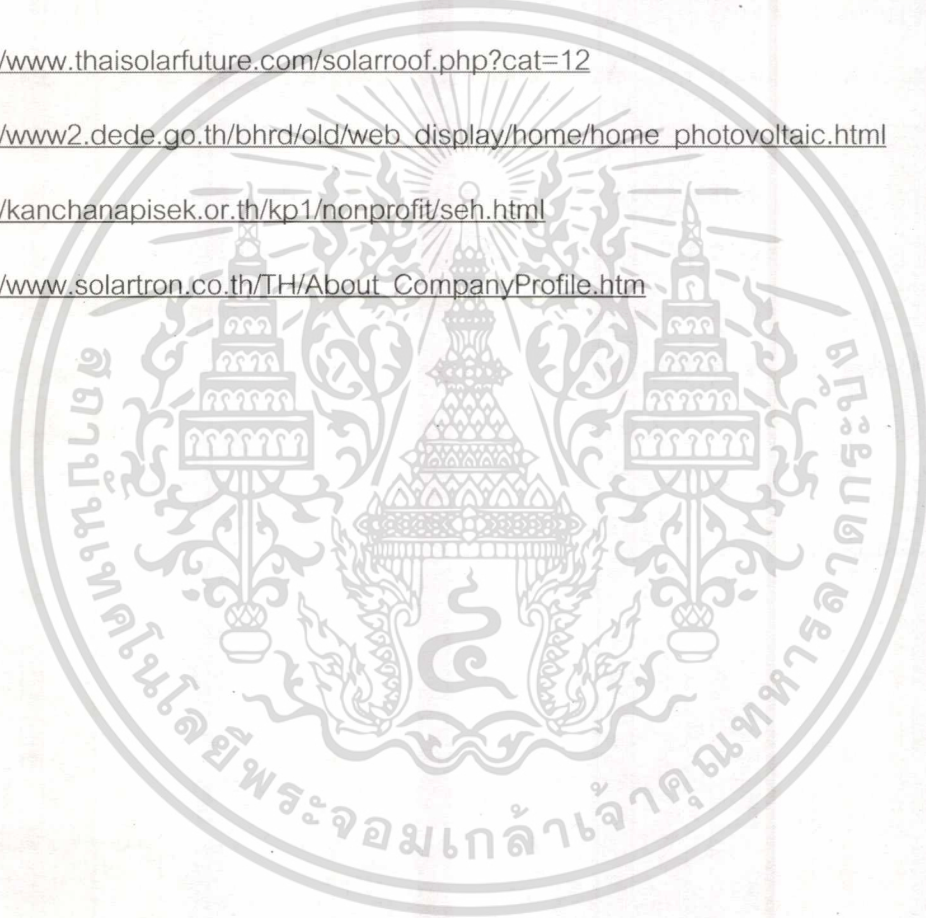 /www.thaisolarfuture.com/solarroof.php?cat=12
/www2.dede.go.th/bhrd/old/web_display/home/home_photovoltaic.html
/kanchanapisek.or.th/kp1/nonprofit/seh.html
/www.solartron.co.th/TH/About_CompanyProfile.htm
สถาบันเทคโนโลยีพระจอมเกล้าเจ้าคุณทหารลาดกระบัง
๔